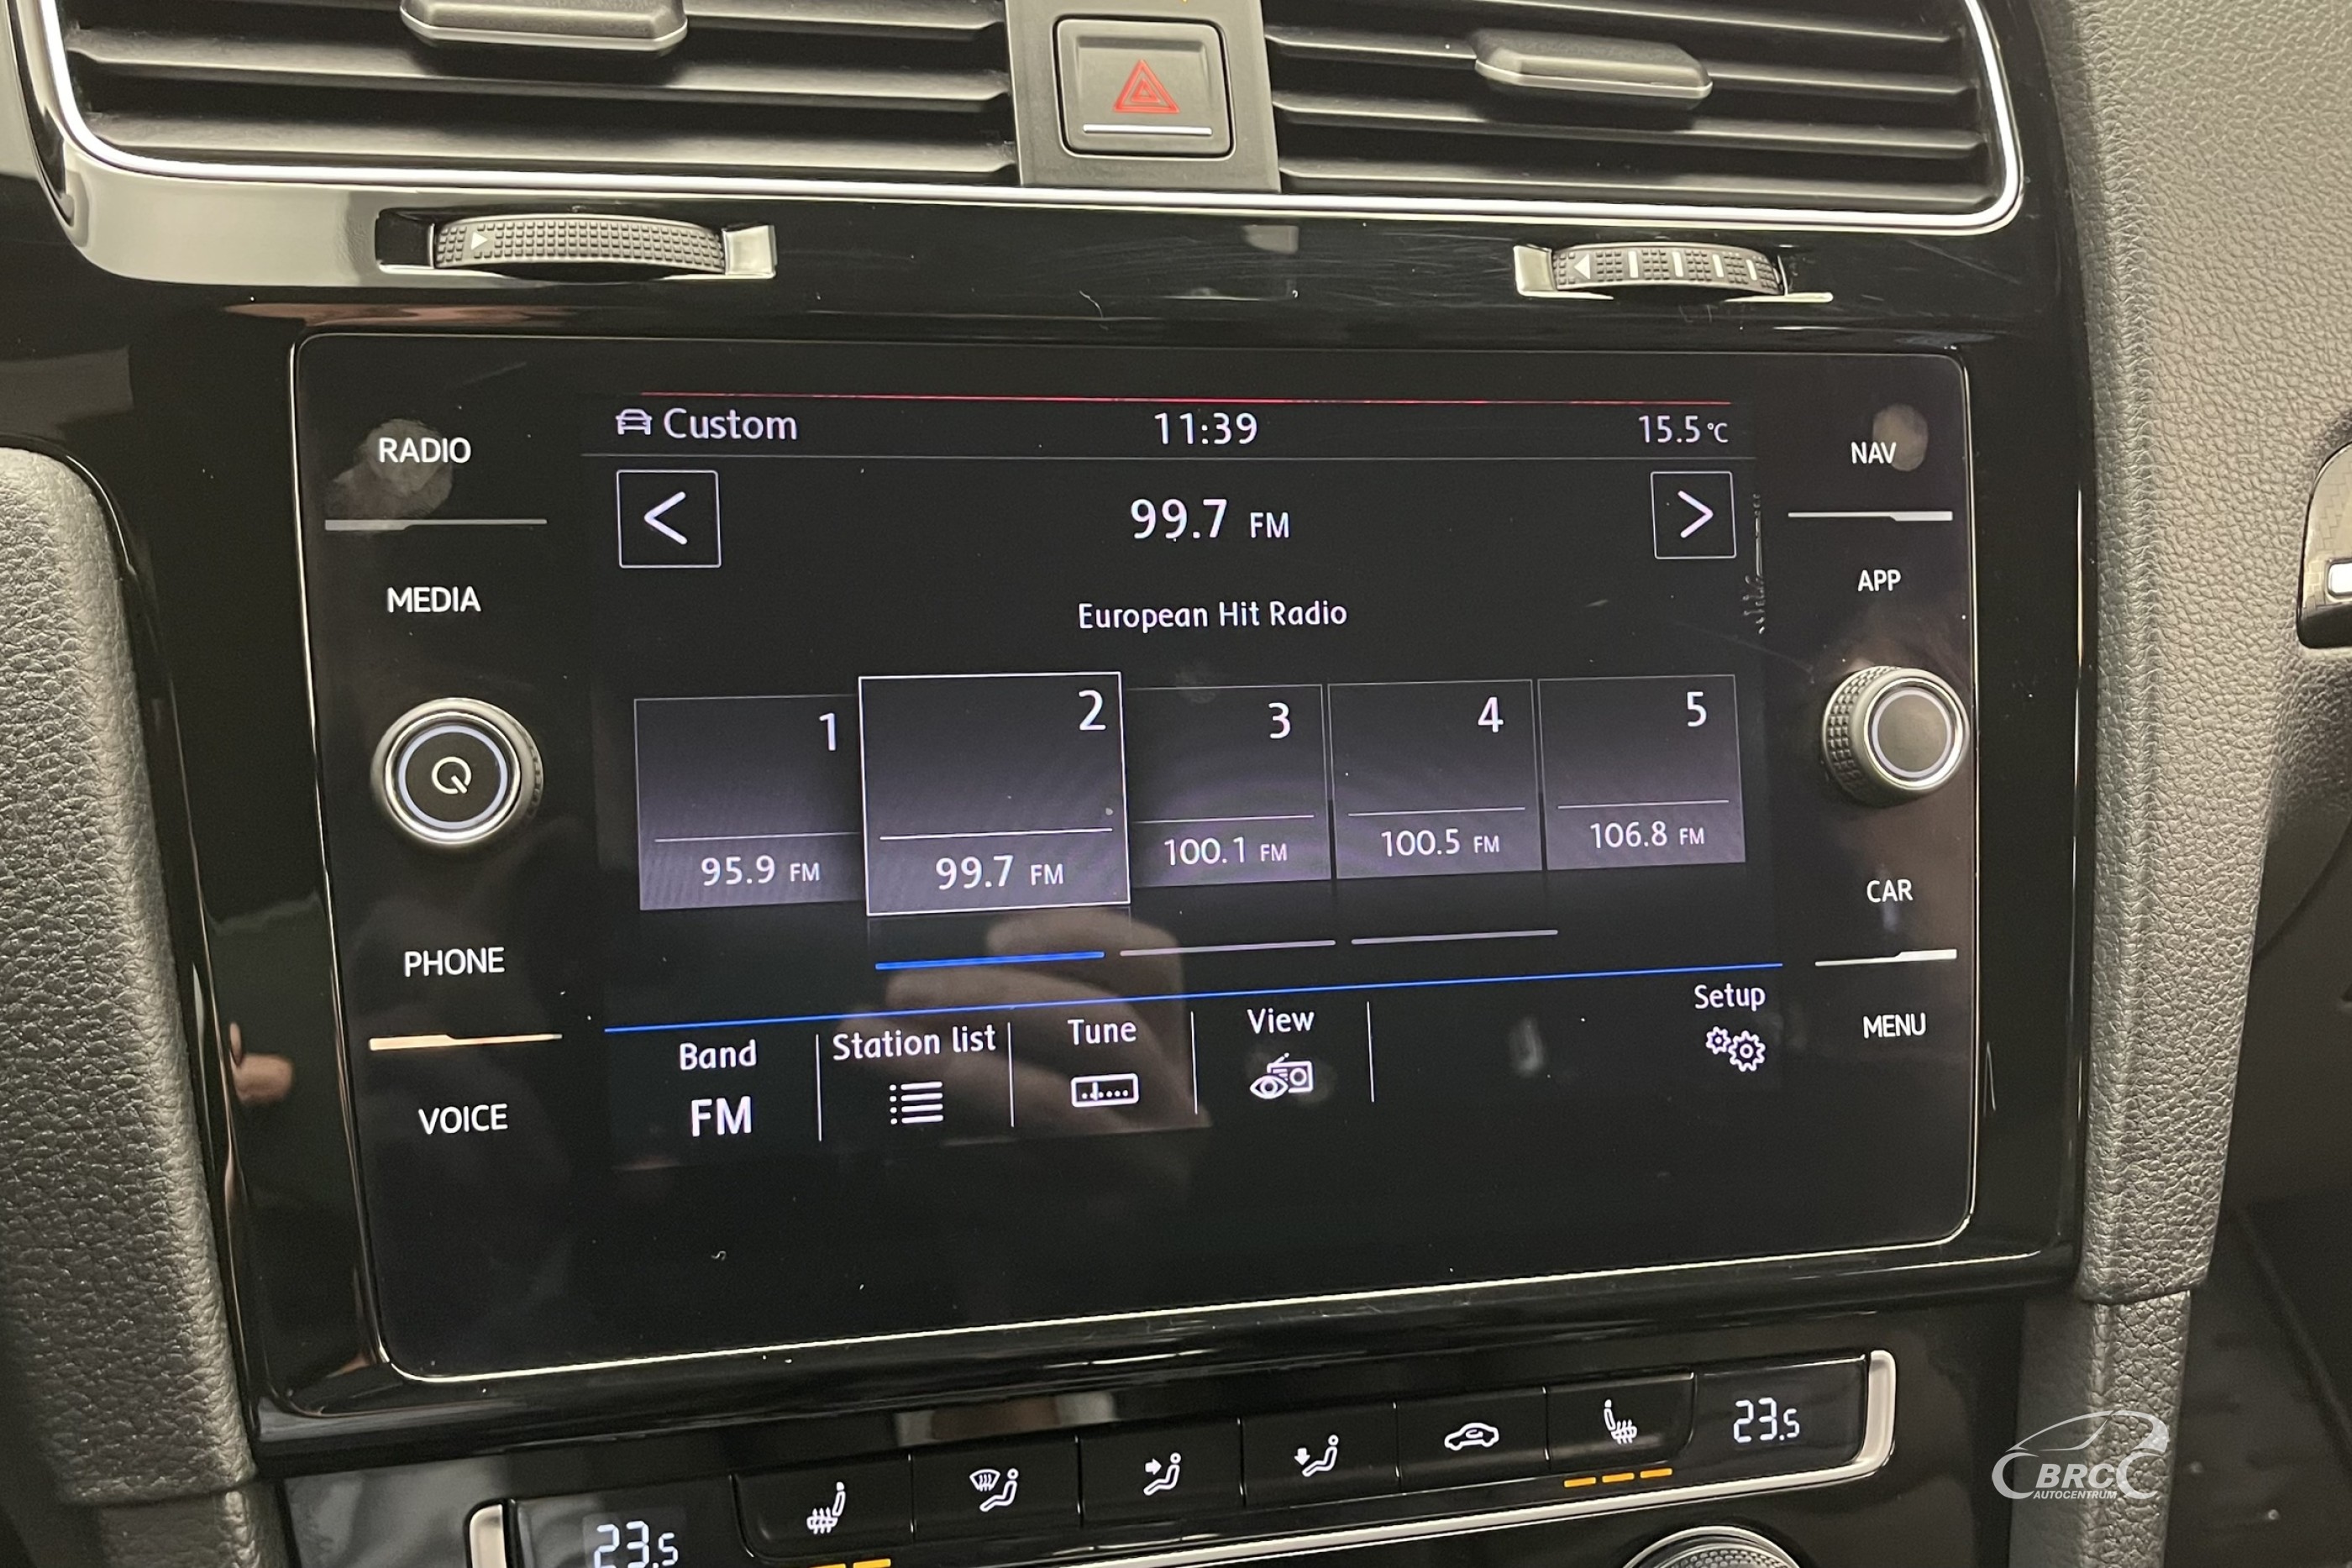 Custom 11:39 15.5 °C
RADIO
NAV
99.7 FM
MEDIA
APP
European Hit Radio
1 2 3 4 5
95.9 FM 99.7 FM 100.1 FM 100.5 FM 106.8 FM
CAR
PHONE
MENU
VOICE
Band Station list Tune View Setup
FM
23.5
23.5
BRC
AUTOCENTRUM